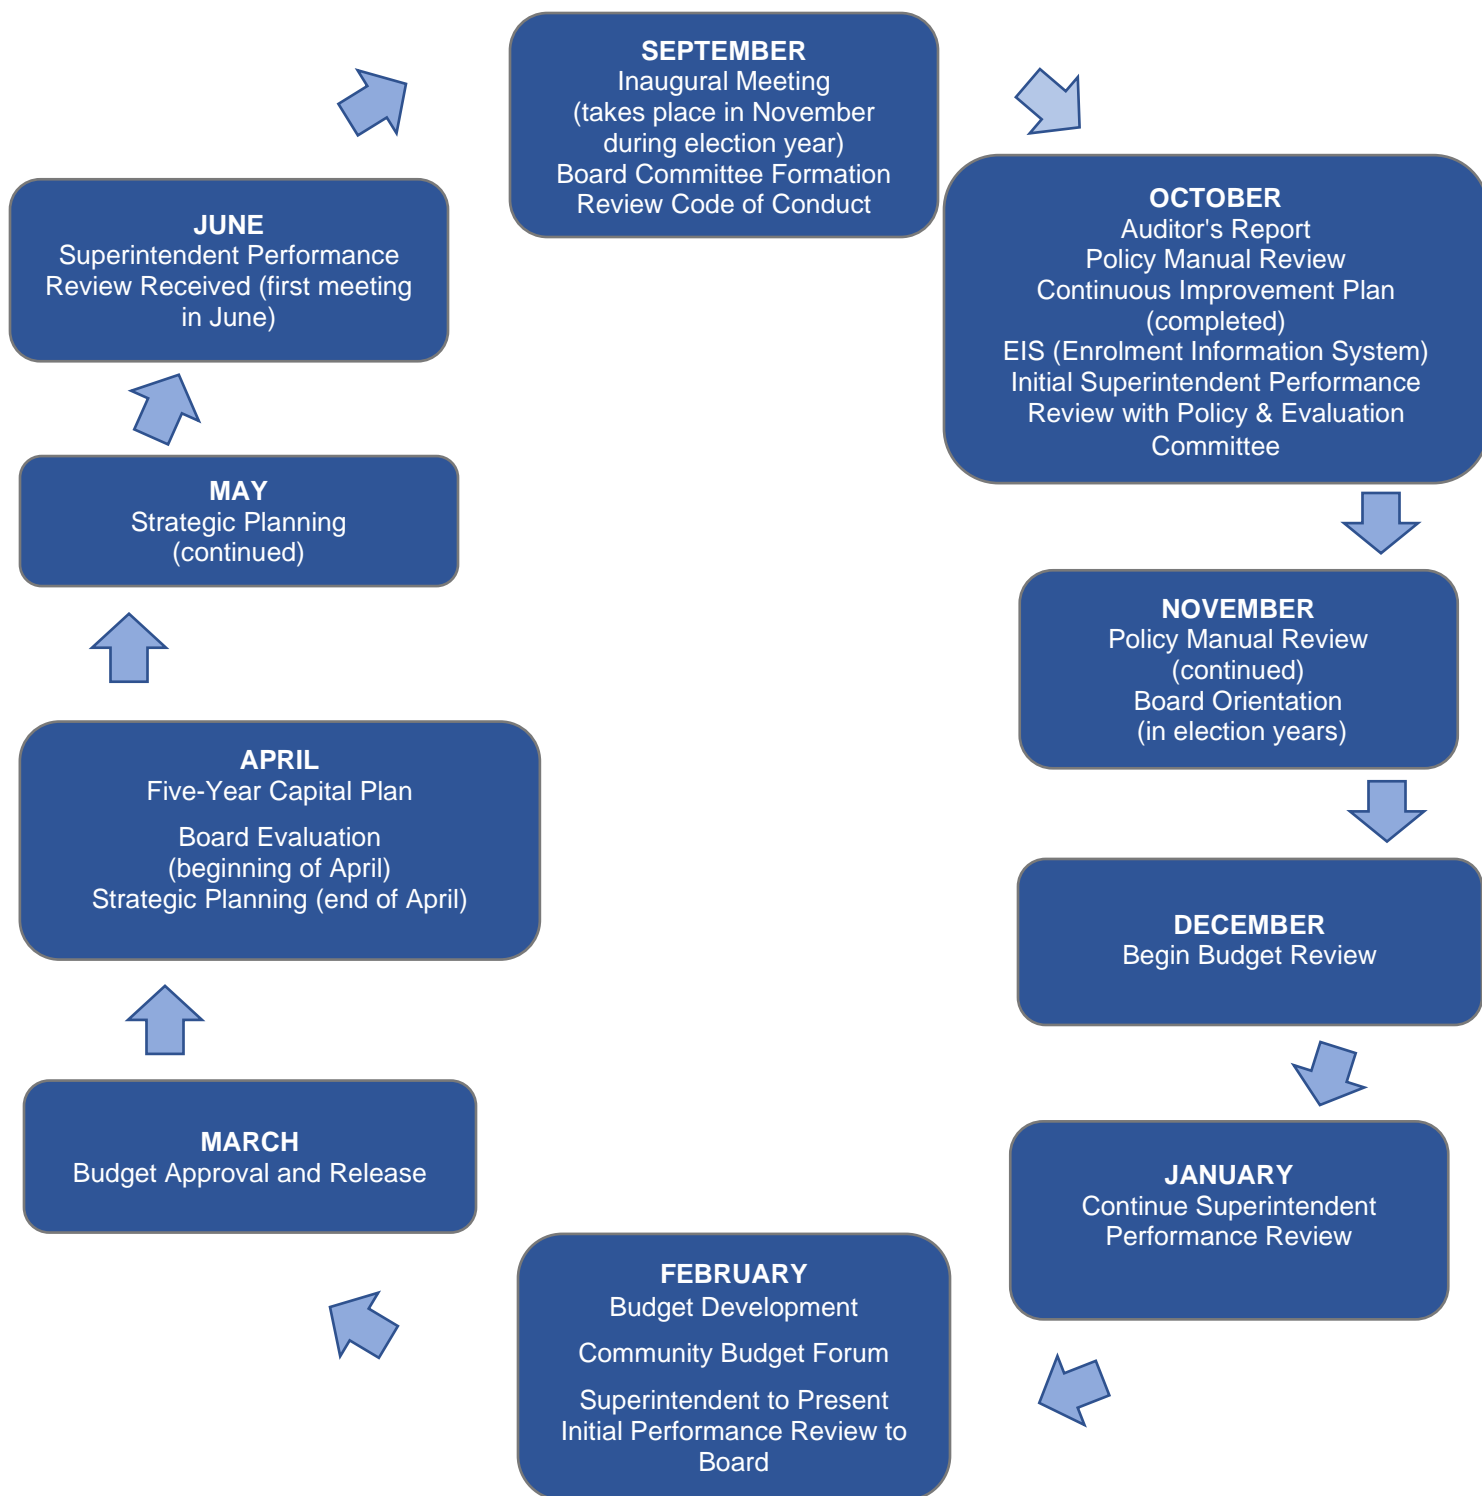 SEPTEMBER
Inaugural Meeting
(takes place in November
during election year)
Board Committee Formation
Review Code of Conduct
OCTOBER
Auditor's Report
Policy Manual Review
Continuous Improvement Plan
(completed)
EIS (Enrolment Information System)
Initial Superintendent Performance
Review with Policy & Evaluation
Committee
NOVEMBER
Policy Manual Review
(continued)
Board Orientation
(in election years)
DECEMBER
Begin Budget Review
JANUARY
Continue Superintendent
Performance Review
FEBRUARY
Budget Development
Community Budget Forum
Superintendent to Present
Initial Performance Review to
Board
MARCH
Budget Approval and Release
APRIL
Five-Year Capital Plan
Board Evaluation
(beginning of April)
Strategic Planning (end of April)
MAY
Strategic Planning
(continued)
JUNE
Superintendent Performance
Review Received (first meeting
in June)